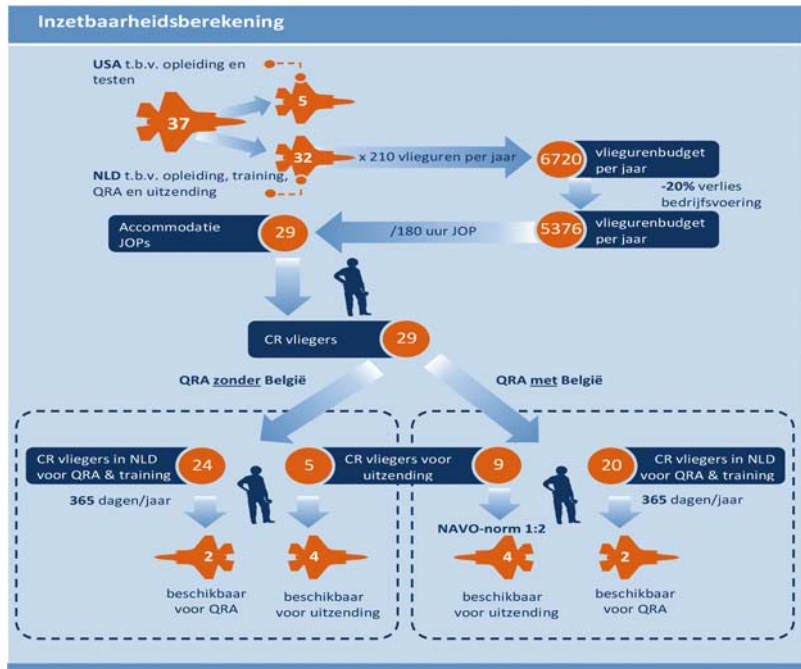 Inzetbaarheidsberekening
USA t.b.v. opleiding en
testen
37
5
32
NLD t.b.v. opleiding, training,
QRA en uitzending
x 210 vlieguren per jaar
6720
vliegurenbudget
per jaar
-20% verlies
bedrijfsvoering
5376
vliegurenbudget
per jaar
/180 uur JOP
Accommodatie
JOPs
29
CR vliegers
29
QRA zonder België
QRA met België
CR vliegers in NLD
voor QRA & training
24
5
CR vliegers voor
uitzending
9
20
CR vliegers in NLD
voor QRA & training
365 dagen/jaar
NAVO-norm 1:2
365 dagen/jaar
2
4
4
2
beschikbaar
voor QRA
beschikbaar
voor uitzending
beschikbaar
voor uitzending
beschikbaar
voor QRA